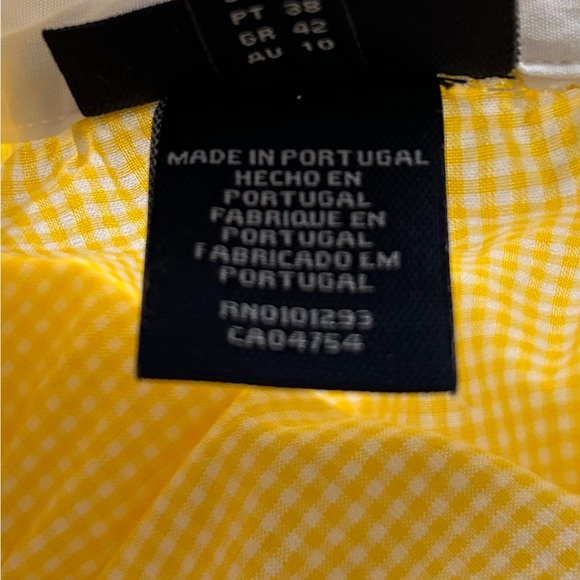 PT 38
GR 42
AU 10
MADE IN PORTUGAL
HECHO EN
PORTUGAL
FABRIQUE EN
PORTUGAL
FABRICADO EM
PORTUGAL
RN0101293
CA04754